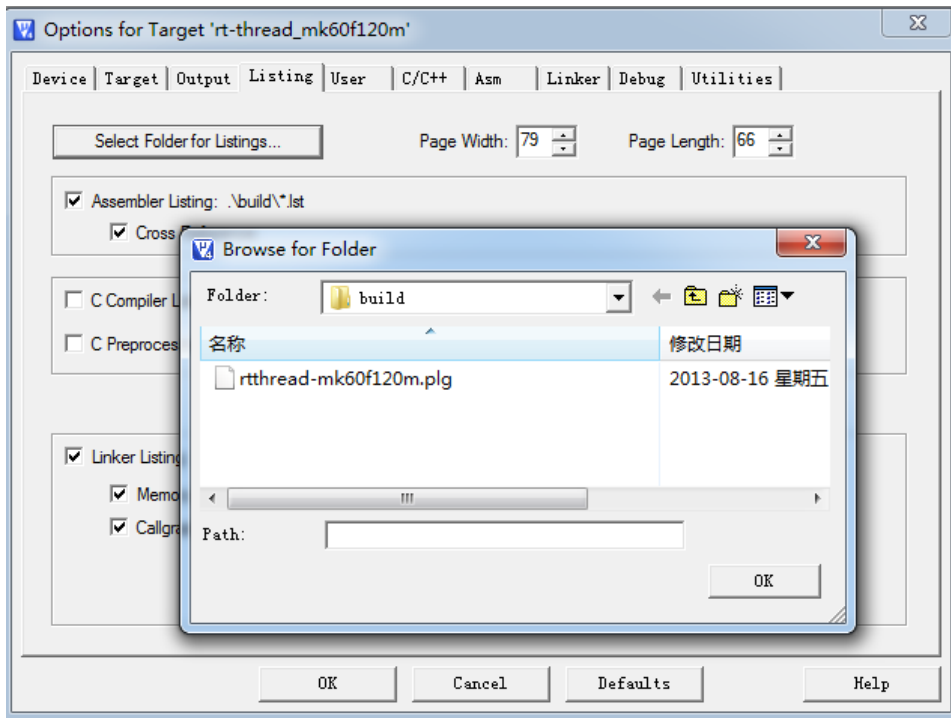 Options for Target 'rt-thread_mk60f120m'
Device Target Output Listing User C/C++ Asm Linker Debug Utilities
Select Folder for Listings... Page Width: 79 Page Length: 66
Assembler Listing: .\build\*.lst
Cross
Browse for Folder
Folder: build
C Compiler L
C Preproces
名称 修改日期
rtthread-mk60f120m.plg 2013-08-16 星期五
Linker Listing
Memo
Callgra
Path:
OK
OK Cancel Defaults Help